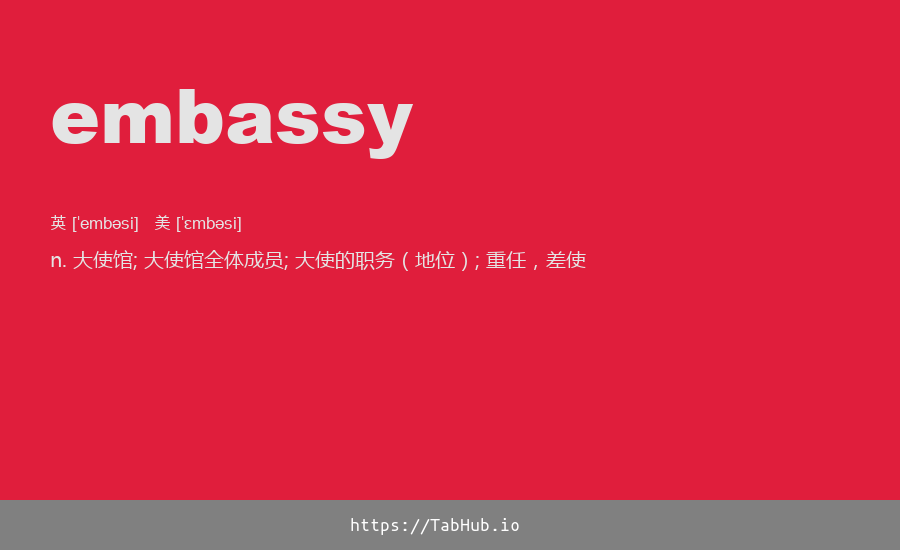 embassy
英 [ˈembəsi] 美 [ˈɛmbəsi]
n. 大使馆; 大使馆全体成员; 大使的职务（地位）; 重任，差使
https://TabHub.io